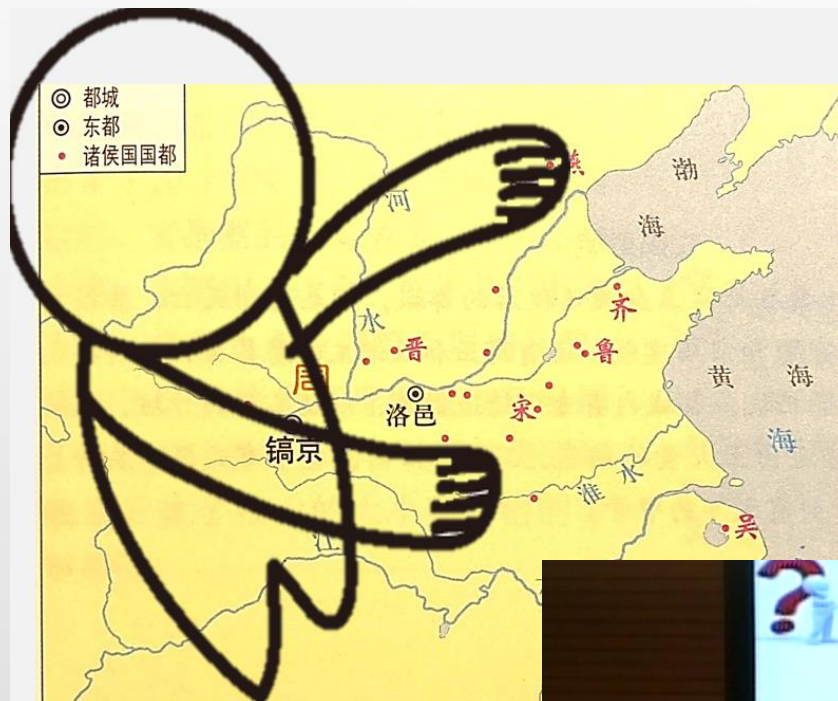 都城
东都
诸侯国国都
燕
渤
海
河
水
齐
晋
鲁
周
黄 海
洛邑
宋
镐京
海
淮 水
江
吴
?